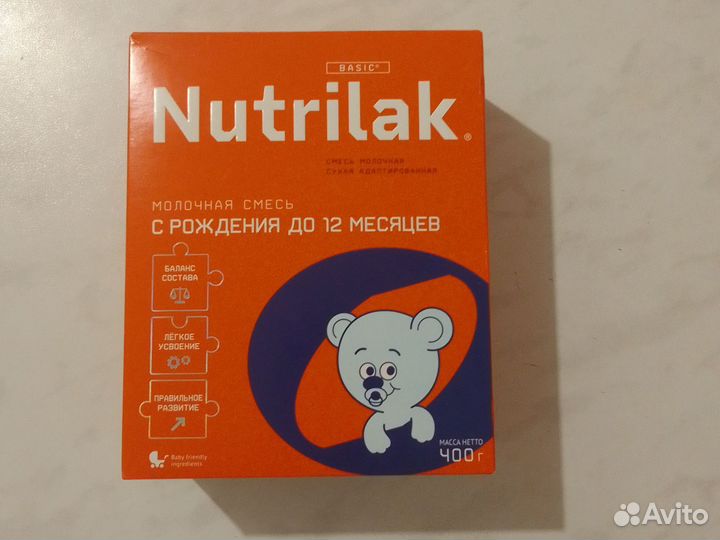 BASIC®
Nutrilak®
СМЕСЬ МОЛОЧНАЯ
СУХАЯ АДАПТИРОВАННАЯ
МОЛОЧНАЯ СМЕСЬ
С РОЖДЕНИЯ ДО 12 МЕСЯЦЕВ
БАЛАНС
СОСТАВА
ЛЁГКОЕ
УСВОЕНИЕ
ПРАВИЛЬНОЕ
РАЗВИТИЕ
Baby friendly
ingredients
МАССА НЕТТО
400 г
Avito